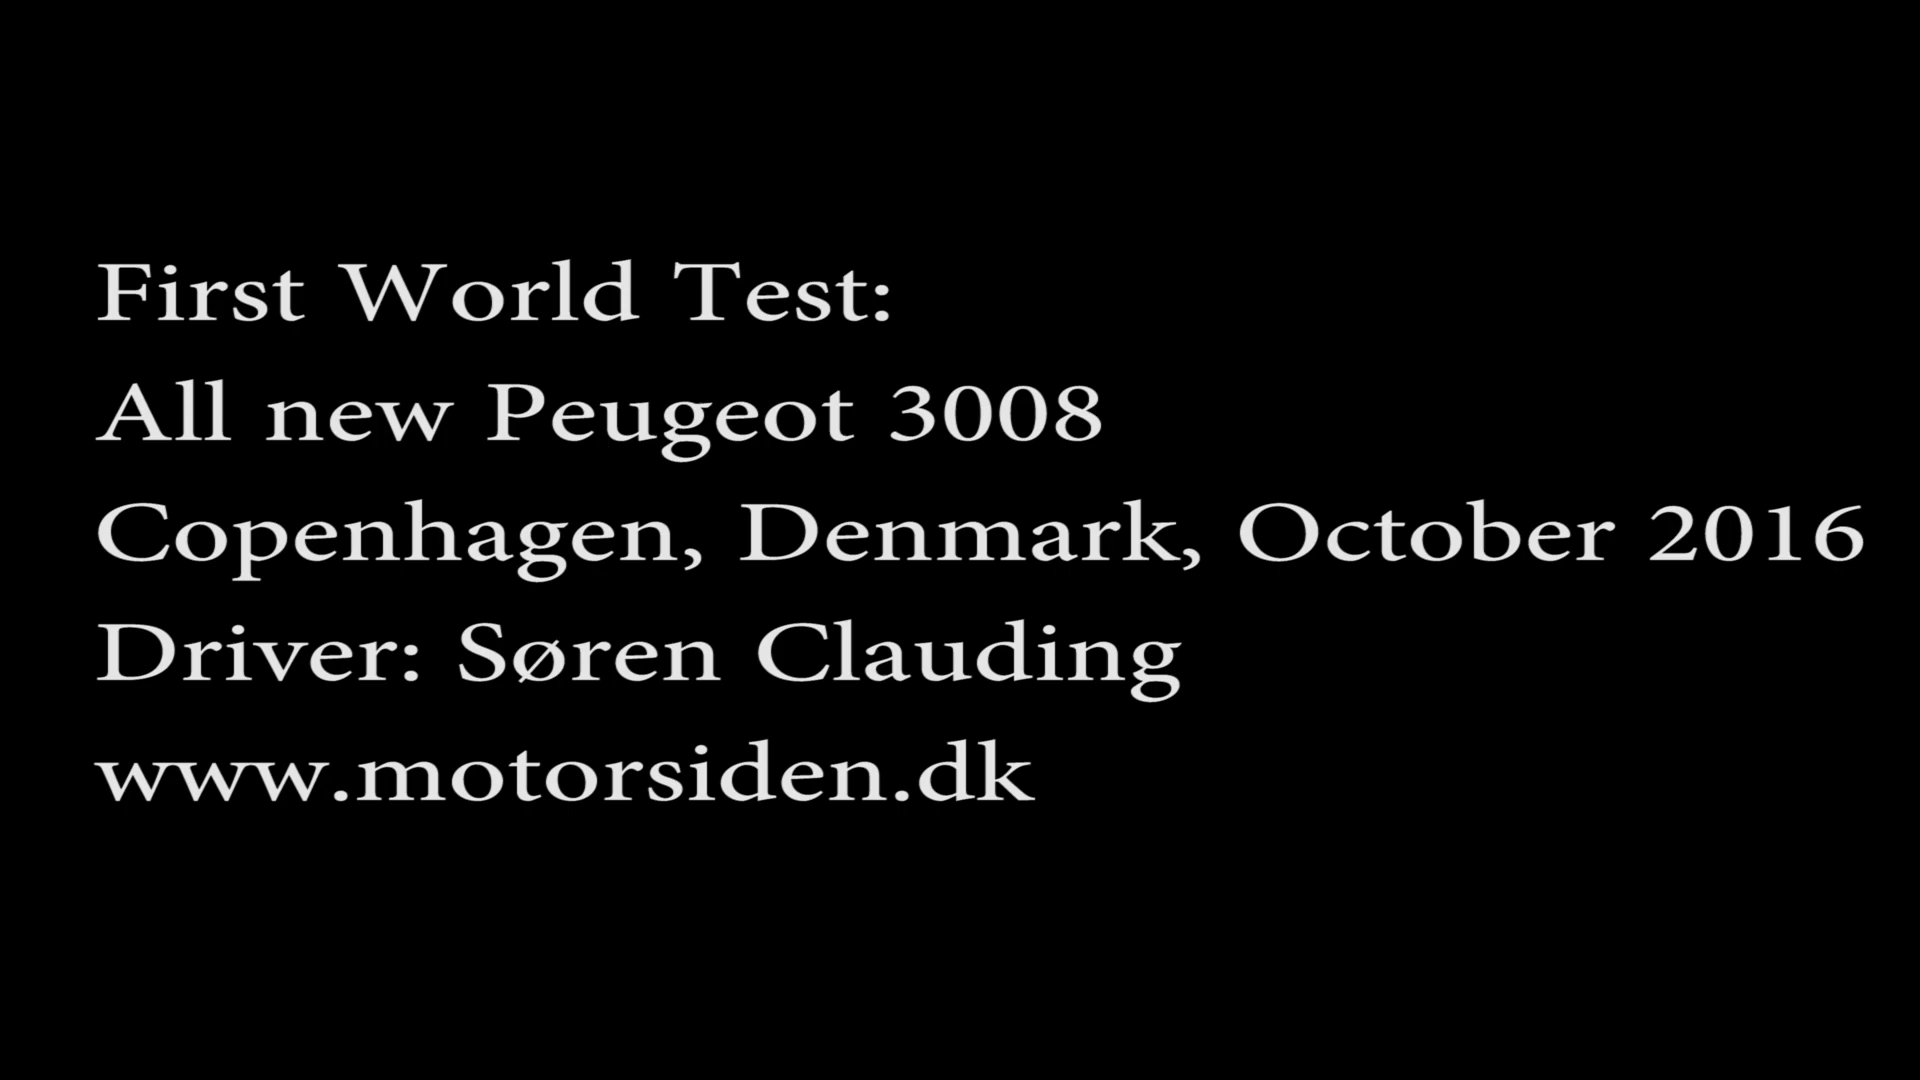 First World Test:
All new Peugeot 3008
Copenhagen, Denmark, October 2016
Driver: Søren Clauding
www.motorsiden.dk